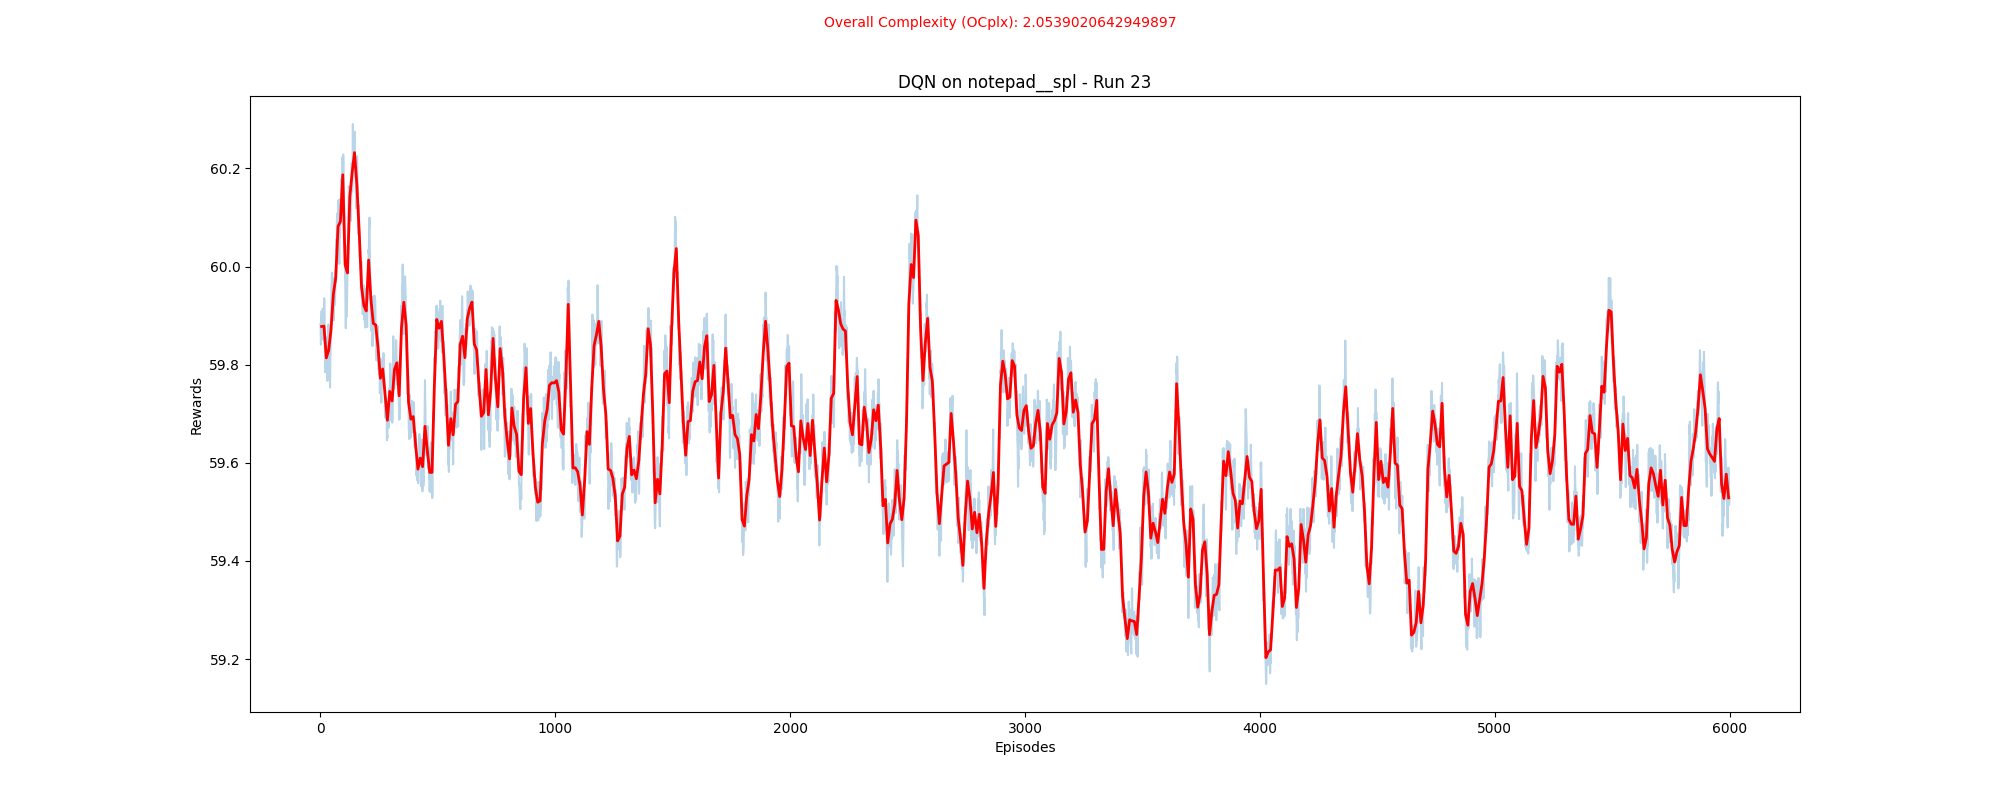 Overall Complexity (OCplx): 2.0539020642949897
DQN on notepad__spl - Run 23
60.2
60.0
59.8
59.6
59.4
59.2
Rewards
0 1000 2000 3000 4000 5000 6000
Episodes